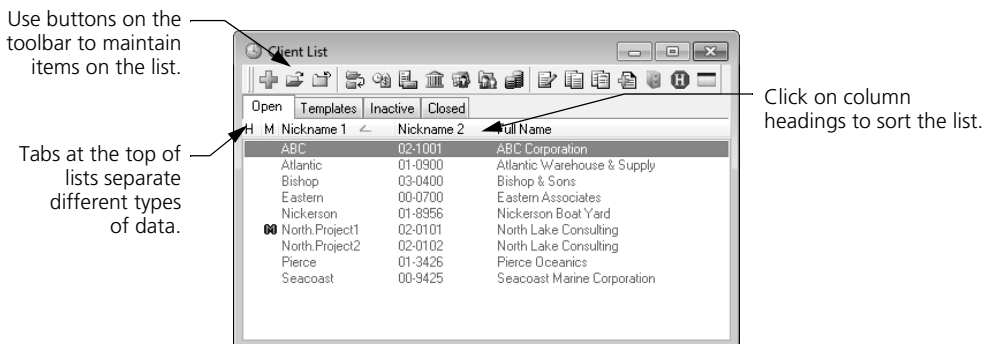 Use buttons on the
toolbar to maintain
items on the list.
Client List
Open Templates Inactive Closed
H M Nickname 1 Nickname 2 Full Name
ABC 02-1001 ABC Corporation
Atlantic 01-0900 Atlantic Warehouse & Supply
Bishop 03-0400 Bishop & Sons
Eastern 00-0700 Eastern Associates
Nickerson 01-8956 Nickerson Boat Yard
North.Project1 02-0101 North Lake Consulting
North.Project2 02-0102 North Lake Consulting
Pierce 01-3426 Pierce Oceanics
Seacoast 00-9425 Seacoast Marine Corporation
Click on column
headings to sort the list.
Tabs at the top of
lists separate
different types
of data.